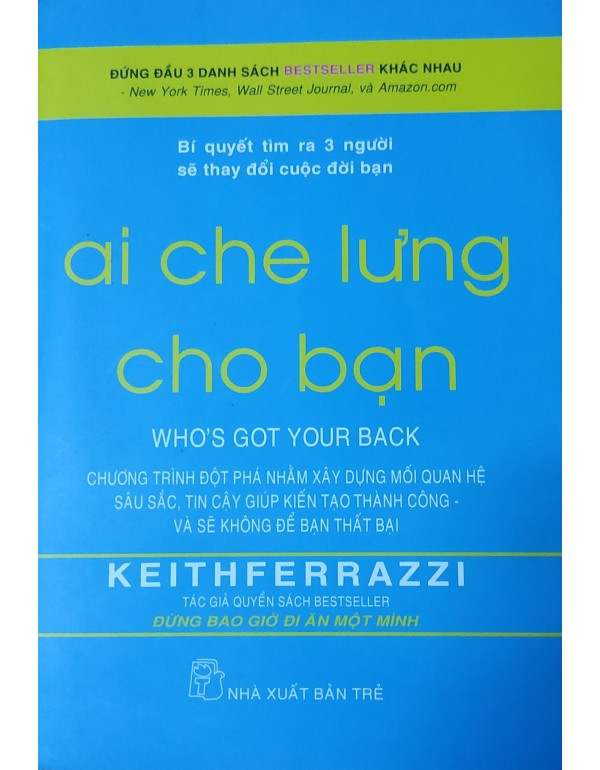 ĐỨNG ĐẦU 3 DANH SÁCH BESTSELLER KHÁC NHAU
- New York Times, Wall Street Journal, và Amazon.com
Bí quyết tìm ra 3 người
sẽ thay đổi cuộc đời bạn
ai che lưng
cho bạn
WHO'S GOT YOUR BACK
CHƯƠNG TRÌNH ĐỘT PHÁ NHẰM XÂY DỰNG MỐI QUAN HỆ
SÂU SẮC, TIN CẬY GIÚP KIẾN TẠO THÀNH CÔNG -
VÀ SẼ KHÔNG ĐỂ BẠN THẤT BẠI
KEITHFERRAZZI
TÁC GIẢ QUYỂN SÁCH BESTSELLER
ĐỪNG BAO GIỜ ĐI ĂN MỘT MÌNH
NHÀ XUẤT BẢN TRẺ